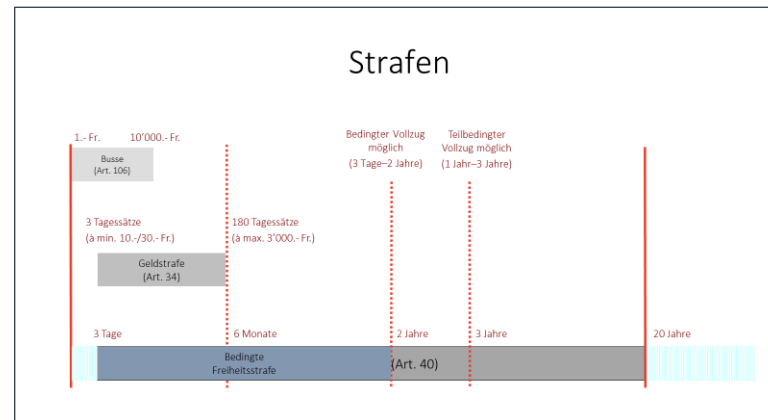 Strafen
1.- Fr.
10'000.- Fr.
Busse
(Art. 106)
Bedingter Vollzug
möglich
(3 Tage–2 Jahre)
Teilbedingter
Vollzug möglich
(1 Jahr–3 Jahre)
3 Tagessätze
(à min. 10.-/30.- Fr.)
180 Tagessätze
(à max. 3'000.- Fr.)
Geldstrafe
(Art. 34)
3 Tage
6 Monate
2 Jahre
3 Jahre
20 Jahre
Bedingte
Freiheitsstrafe
(Art. 40)